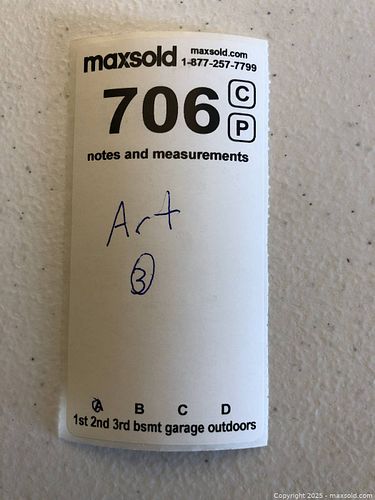 maxsold maxsold.com
1-877-257-7799
706 C
P
notes and measurements
Art
3
A B C D
1st 2nd 3rd bsmt garage outdoors
Copyright 2025 - maxsold.com